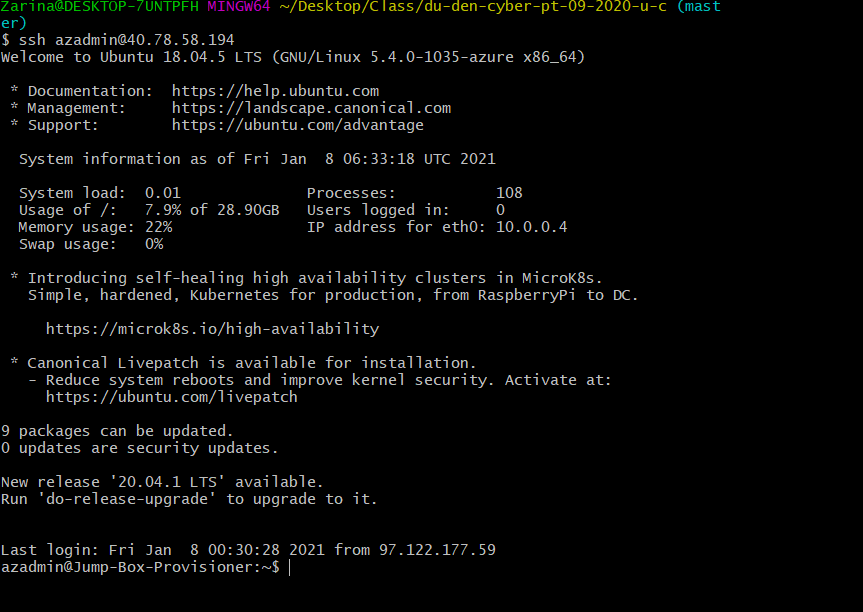 Zarina@DESKTOP-7UNTPFH MINGW64 ~/Desktop/Class/du-den-cyber-pt-09-2020-u-c (mast
er)
$ ssh azadmin@40.78.58.194
Welcome to Ubuntu 18.04.5 LTS (GNU/Linux 5.4.0-1035-azure x86_64)

 * Documentation:  https://help.ubuntu.com
 * Management:     https://landscape.canonical.com
 * Support:        https://ubuntu.com/advantage

  System information as of Fri Jan  8 06:33:18 UTC 2021

  System load:  0.01              Processes:           108
  Usage of /:   7.9% of 28.90GB   Users logged in:     0
  Memory usage: 22%               IP address for eth0: 10.0.0.4
  Swap usage:   0%

 * Introducing self-healing high availability clusters in MicroK8s.
   Simple, hardened, Kubernetes for production, from RaspberryPi to DC.

     https://microk8s.io/high-availability

 * Canonical Livepatch is available for installation.
   - Reduce system reboots and improve kernel security. Activate at:
     https://ubuntu.com/livepatch

9 packages can be updated.
0 updates are security updates.

New release '20.04.1 LTS' available.
Run 'do-release-upgrade' to upgrade to it.


Last login: Fri Jan  8 00:30:28 2021 from 97.122.177.59
azadmin@Jump-Box-Provisioner:~$